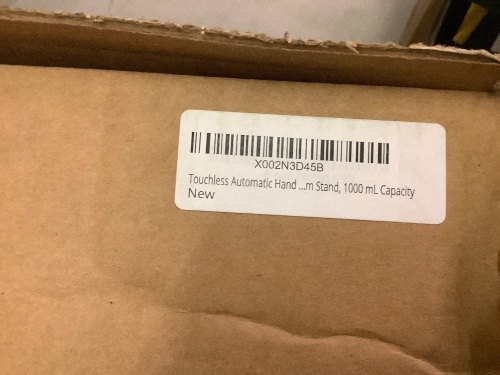 X002N3D45B
Touchless Automatic Hand ...m Stand, 1000 mL Capacity
New